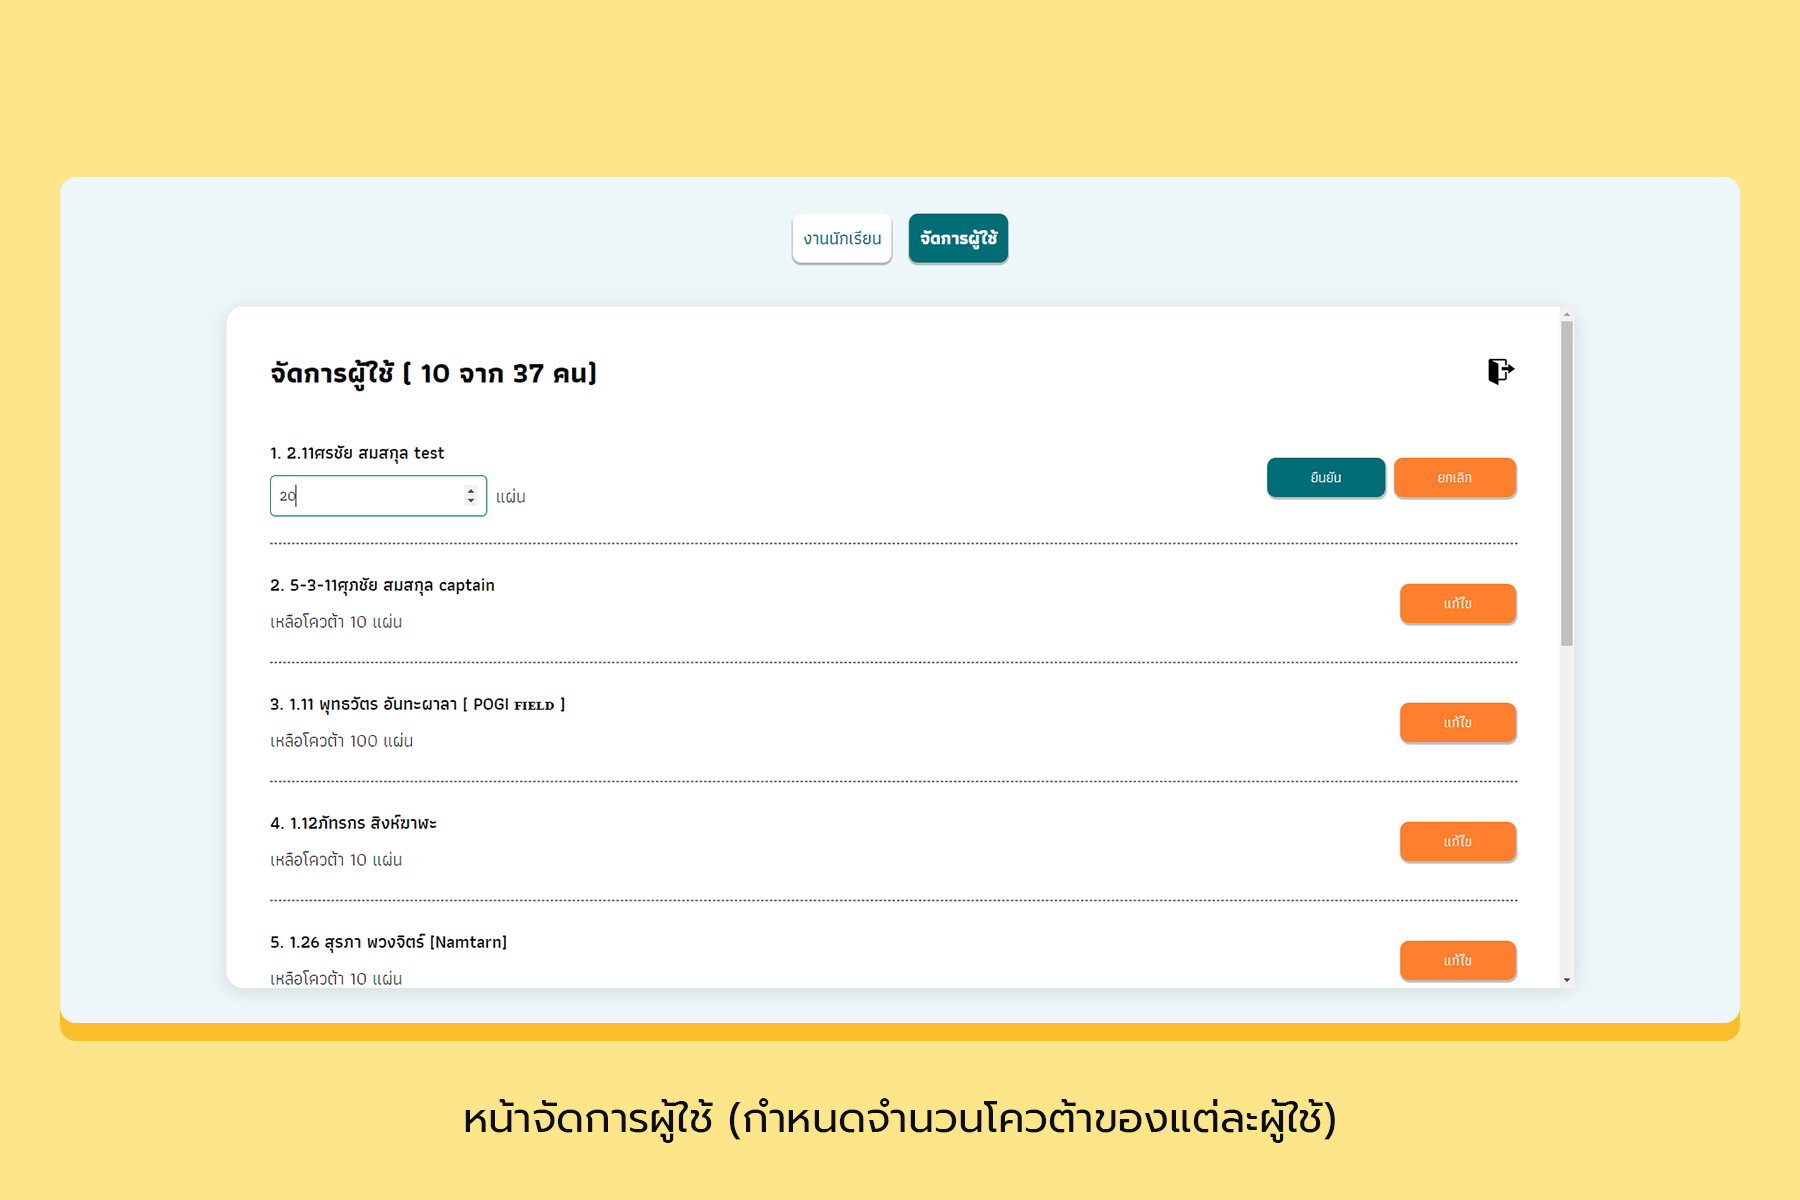 งานนักเรียน
จัดการผู้ใช้
จัดการผู้ใช้ ( 10 จาก 37 คน)
1. 2.11ศรชัย สมสกุล test
20
แผ่น
ยืนยัน
ยกเลิก
2. 5-3-11ศุภชัย สมสกุล captain
เหลือโควต้า 10 แผ่น
แก้ไข
3. 1.11 พุทธวัตร อันทะผาลา [ POGI ꜰɪᴇʟᴅ ]
เหลือโควต้า 100 แผ่น
แก้ไข
4. 1.12ภัทรกร สิงห์ฆาฬะ
เหลือโควต้า 10 แผ่น
แก้ไข
5. 1.26 สุรภา พวงจิตร์ [Namtarn]
เหลือโควต้า 10 แผ่น
แก้ไข
หน้าจัดการผู้ใช้ (กำหนดจำนวนโควต้าของแต่ละผู้ใช้)